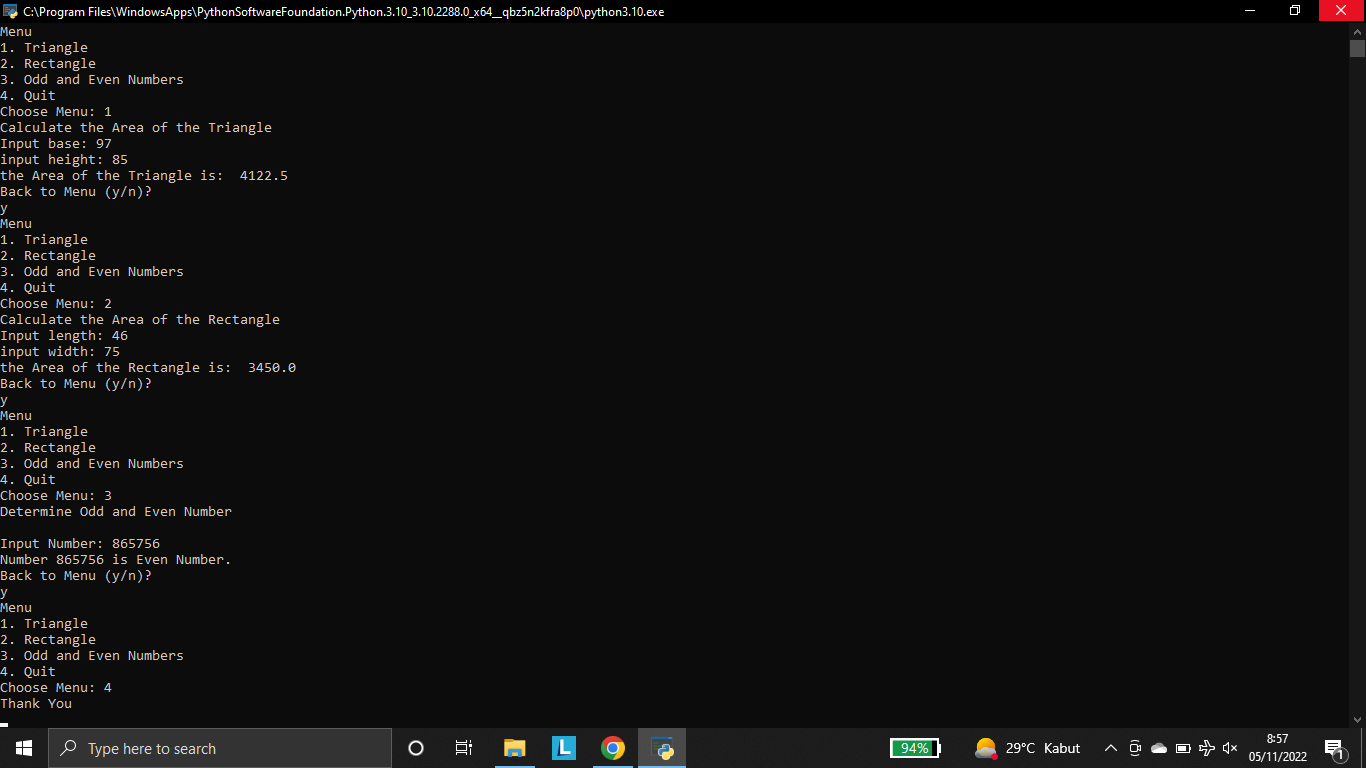 C:\Program Files\WindowsApps\PythonSoftwareFoundation.Python.3.10_3.10.2288.0_x64__qbz5n2kfra8p0\python3.10.exe
Menu
1. Triangle
2. Rectangle
3. Odd and Even Numbers
4. Quit
Choose Menu: 1
Calculate the Area of the Triangle
Input base: 97
input height: 85
the Area of the Triangle is:  4122.5
Back to Menu (y/n)?
y
Menu
1. Triangle
2. Rectangle
3. Odd and Even Numbers
4. Quit
Choose Menu: 2
Calculate the Area of the Rectangle
Input length: 46
input width: 75
the Area of the Rectangle is:  3450.0
Back to Menu (y/n)?
y
Menu
1. Triangle
2. Rectangle
3. Odd and Even Numbers
4. Quit
Choose Menu: 3
Determine Odd and Even Number
Input Number: 865756
Number 865756 is Even Number.
Back to Menu (y/n)?
y
Menu
1. Triangle
2. Rectangle
3. Odd and Even Numbers
4. Quit
Choose Menu: 4
Thank You
Type here to search
L
94%
29°C Kabut
8:57
05/11/2022
1